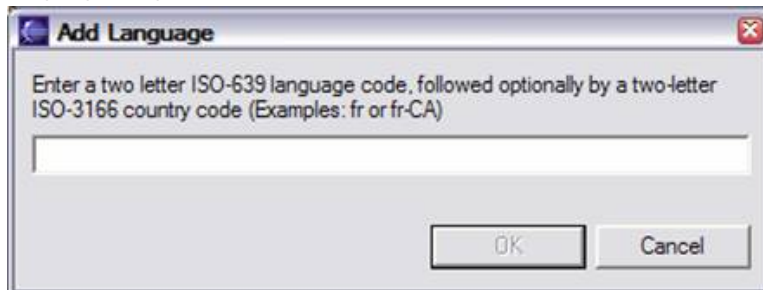 Add Language
Enter a two letter ISO-639 language code, followed optionally by a two-letter
ISO-3166 country code (Examples: fr or fr-CA)
OK
Cancel